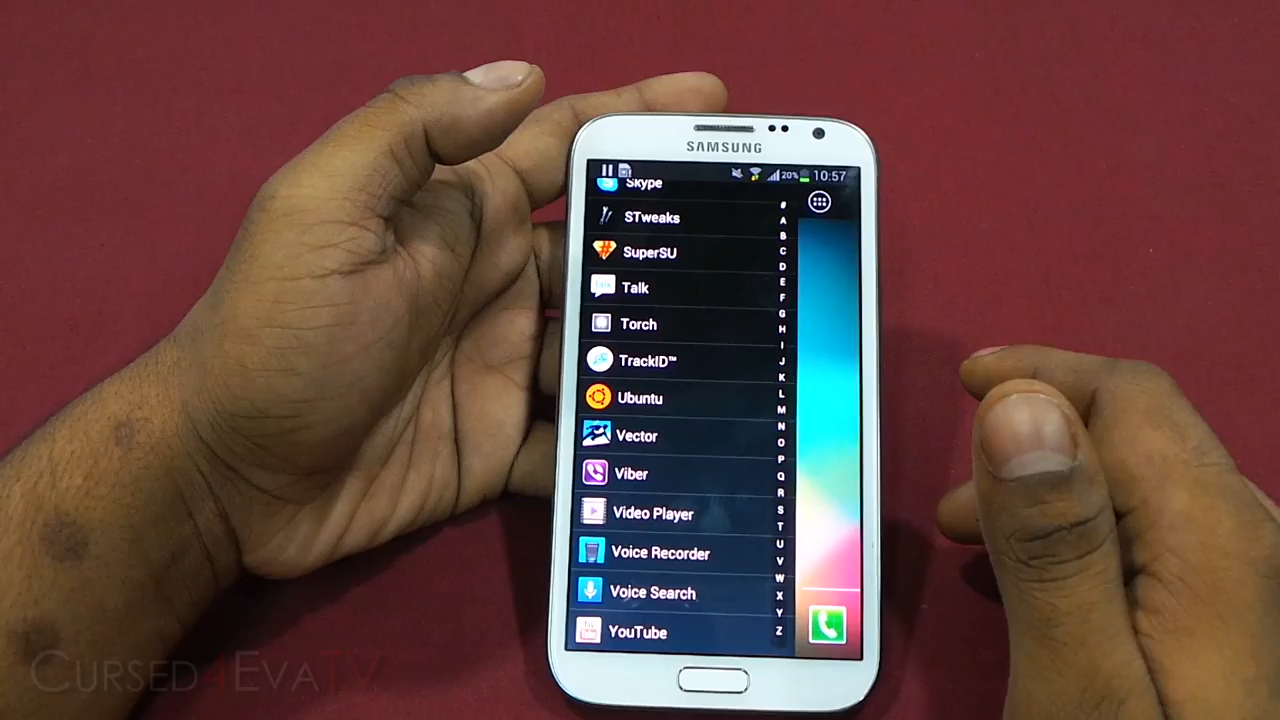 SAMSUNG
20% 10:57
Skype
STweaks
SuperSU
Talk
Torch
TrackID™
Ubuntu
Vector
Viber
Video Player
Voice Recorder
Voice Search
YouTube
#
A
B
C
D
E
F
G
H
I
J
K
L
M
N
O
P
Q
R
S
T
U
V
W
X
Y
Z
CURSED4EVATV